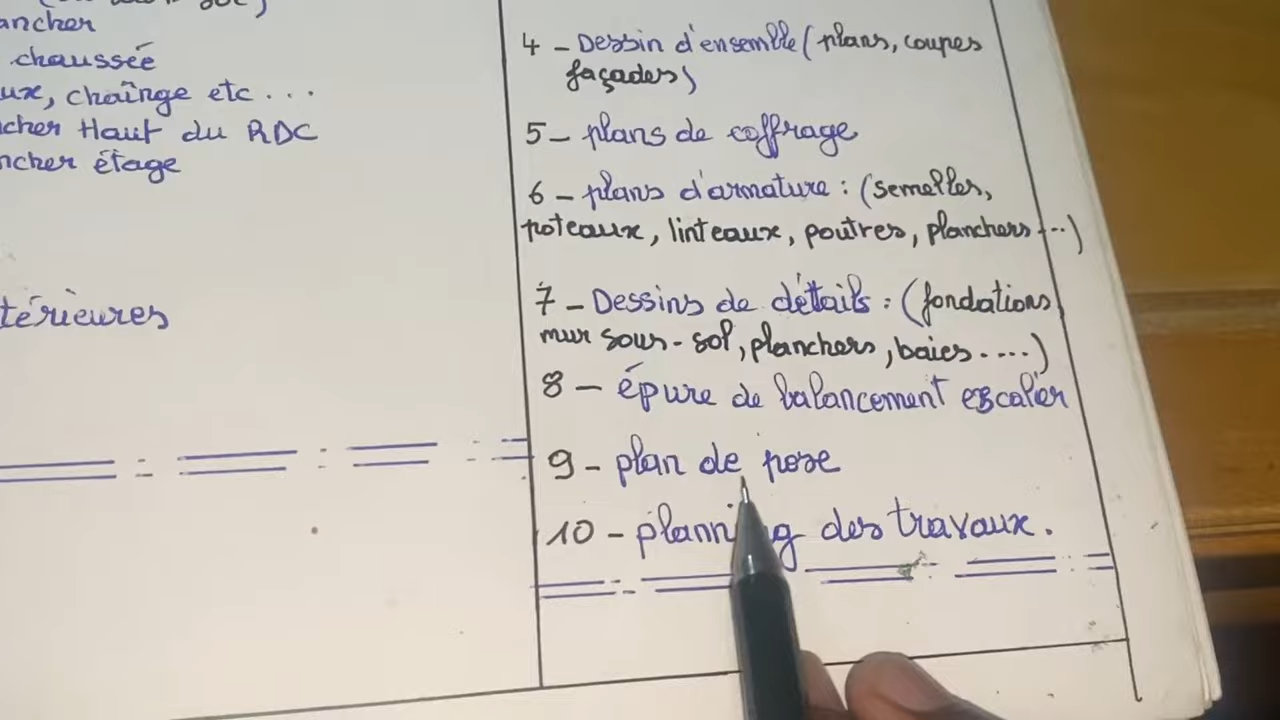 ancher
chaussée
ux, chaînge etc ...
cher Haut du RDC
ncher étage
térieures
4 - Dessin d'ensemble (plans, coupes
façades)
5 - plans de coffrage
6 - plans d'armature : (semelles,
poteaux, linteaux, poutres, planchers ...)
7 - Dessins de détails : (fondations
mur sous-sol, planchers, baies ....)
8 - épure de balancement escalier
9 - plan de pose
10 - planning des travaux.